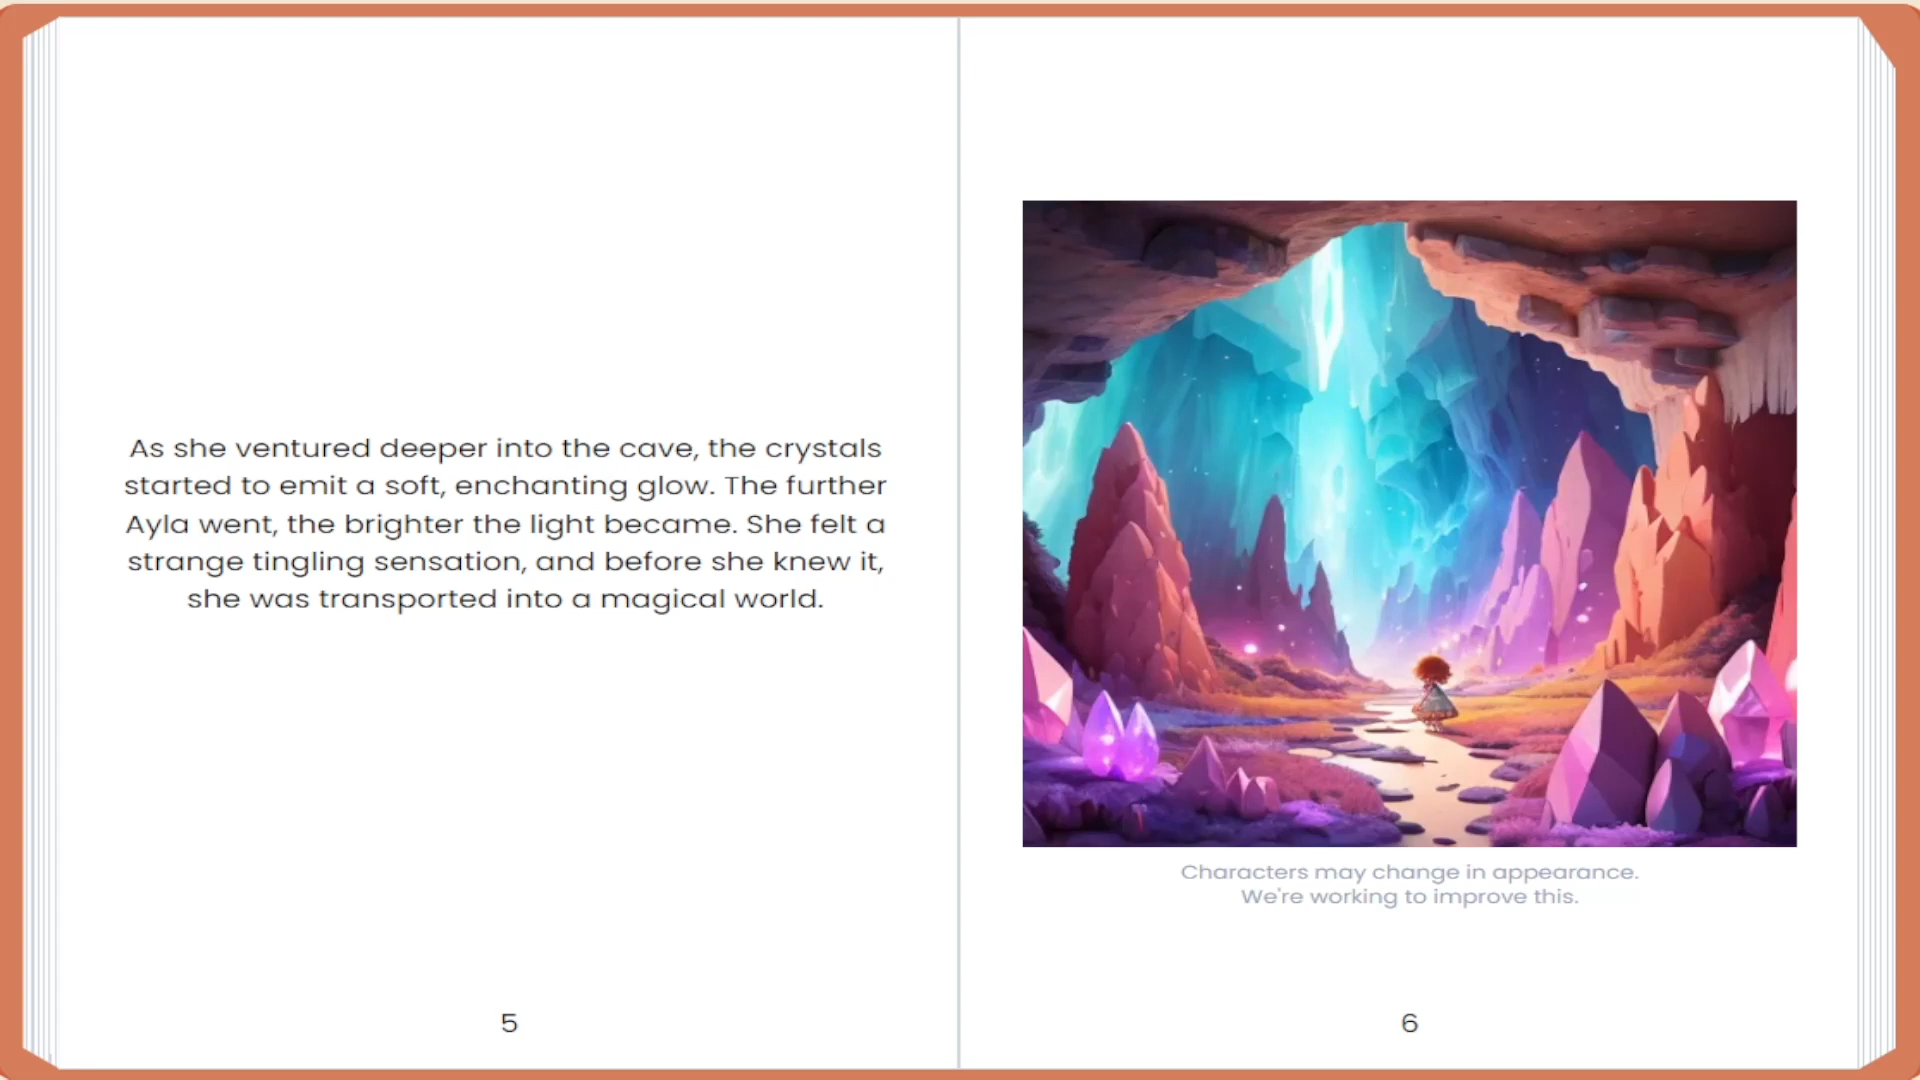 As she ventured deeper into the cave, the crystals
started to emit a soft, enchanting glow. The further
Ayla went, the brighter the light became. She felt a
strange tingling sensation, and before she knew it,
she was transported into a magical world.
5
Characters may change in appearance.
We're working to improve this.
6